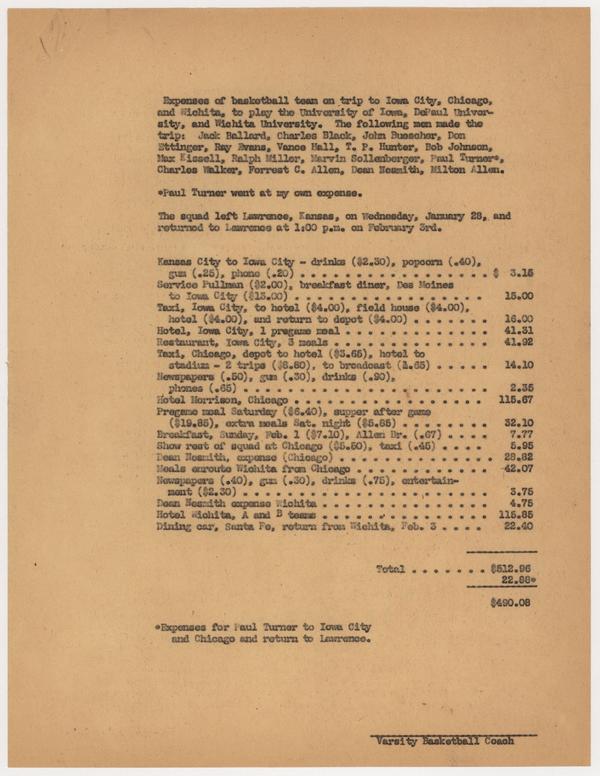 Expenses of basketball team on trip to Iowa City, Chicago,
and Wichita, to play the University of Iowa, DePaul Univer-
sity, and Wichita University. The following men made the
trip: Jack Ballard, Charles Black, John Buescher, Don
Ettinger, Ray Evans, Vance Hall, T. P. Hunter, Bob Johnson,
Max Kissell, Ralph Miller, Marvin Sollenberger, Paul Turner*,
Charles Walker, Forrest C. Allen, Dean Nesmith, Milton Allen.
*Paul Turner went at my own expense.
The squad left Lawrence, Kansas, on Wednesday, January 28, and
returned to Lawrence at 1:00 p.m. on February 3rd.
Kansas City to Iowa City - drinks ($2.30), popcorn (.40),
gum (.25), phone (.20) . . . . . . . . . . . . . . . . . $ 3.15
Service Pullman ($2.00), breakfast diner, Des Moines
to Iowa City ($13.00) . . . . . . . . . . . . . . . . . 15.00
Taxi, Iowa City, to hotel ($4.00), field house ($4.00),
hotel ($4.00), and return to depot ($4.00) . . . . . . . 16.00
Hotel, Iowa City, 1 pregame meal . . . . . . . . . . . . . 41.31
Restaurant, Iowa City, 3 meals . . . . . . . . . . . . . . 41.92
Taxi, Chicago, depot to hotel ($3.65), hotel to
stadium - 2 trips ($8.80), to broadcast (1.65) . . . . . 14.10
Newspapers (.50), gum (.30), drinks (.90),
phones (.65) . . . . . . . . . . . . . . . . . . . . . . 2.35
Hotel Morrison, Chicago . . . . . . . . . . . . . . . . . 115.67
Pregame meal Saturday ($6.40), supper after game
($19.85), extra meals Sat. night ($5.85) . . . . . . . . 32.10
Breakfast, Sunday, Feb. 1 ($7.10), Allen Dr. (.67) . . . . 7.77
Show rest of squad at Chicago ($5.50), taxi (.45) . . . . 5.95
Dean Nesmith, expense (Chicago) . . . . . . . . . . . . . 28.82
Meals enroute Wichita from Chicago . . . . . . . . . . . . 42.07
Newspapers (.40), gum (.30), drinks (.75), entertain-
ment ($2.30) . . . . . . . . . . . . . . . . . . . . . . 3.75
Dean Nesmith expense Wichita . . . . . . . . . . . . . . . 4.75
Hotel Wichita, A and B teams . . . . . . . . . . . . . . . 115.85
Dining car, Santa Fe, return from Wichita, Feb. 3 . . . . 22.40
Total . . . . . . . $512.96
22.88*
$490.08
*Expenses for Paul Turner to Iowa City
and Chicago and return to Lawrence.
Varsity Basketball Coach